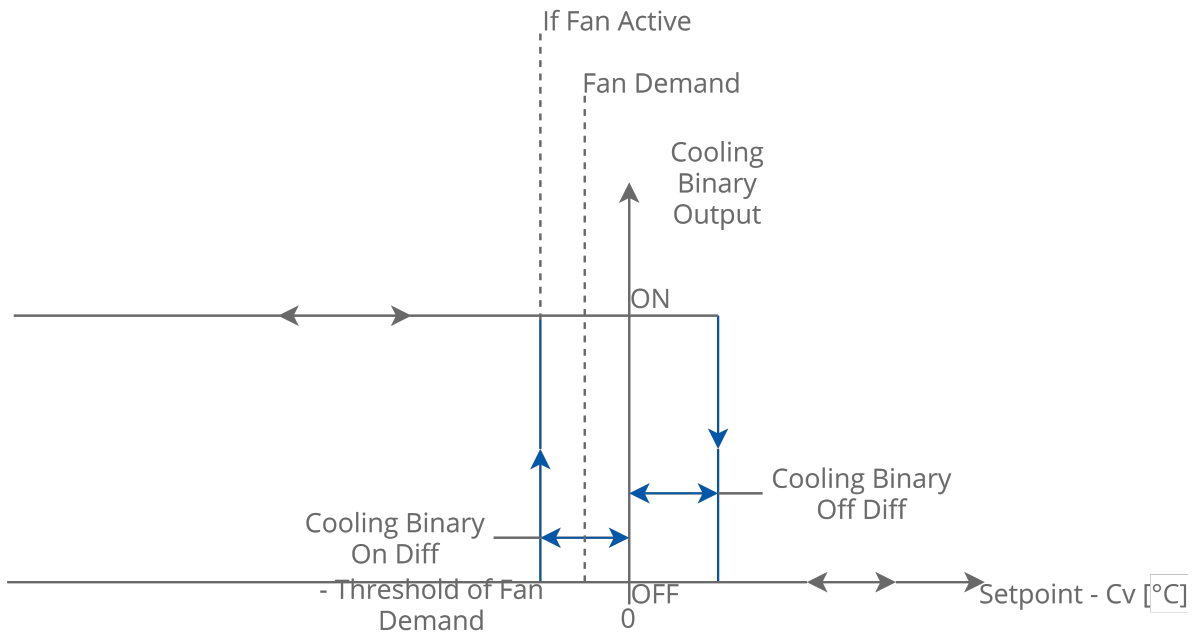 If Fan Active
Fan Demand
Cooling
Binary
Output
ON
Cooling Binary
Off Diff
Cooling Binary
On Diff
- Threshold of Fan
Demand
OFF
0
Setpoint - Cv [°C]